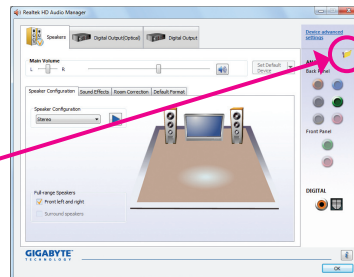 Realtek HD Audio Manager
Speakers
Digital Output(Optical)
Digital Output
Device advanced
settings
Main Volume
L
R
Set Default
Device
Back Panel
Speaker Configuration
Sound Effects
Room Correction
Default Format
Speaker Configuration
Stereo
Front Panel
Full-range Speakers
Front left and right
Surround speakers
DIGITAL
GIGABYTE
TECHNOLOGY
i
OK